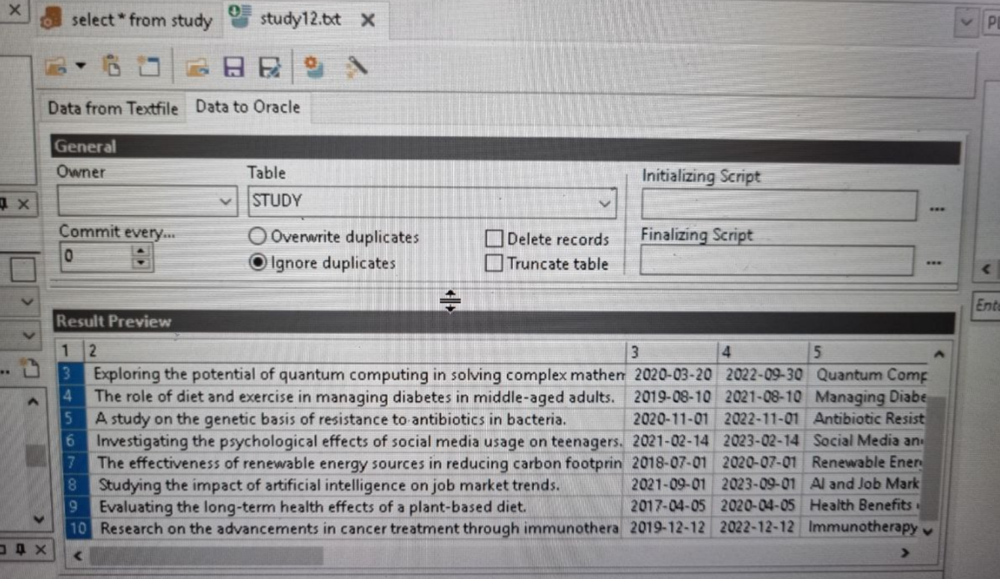 select * from study
study12.txt
Data from Textfile
Data to Oracle
General
Owner
Table
Initializing Script
STUDY
...
Commit every...
Overwrite duplicates
Delete records
Finalizing Script
0
Ignore duplicates
Truncate table
...
Result Preview
1 2 3 4 5
3 Exploring the potential of quantum computing in solving complex mathem 2020-03-20 2022-09-30 Quantum Comp
4 The role of diet and exercise in managing diabetes in middle-aged adults. 2019-08-10 2021-08-10 Managing Diabe
5 A study on the genetic basis of resistance to antibiotics in bacteria. 2020-11-01 2022-11-01 Antibiotic Resist
6 Investigating the psychological effects of social media usage on teenagers. 2021-02-14 2023-02-14 Social Media an
7 The effectiveness of renewable energy sources in reducing carbon footprin 2018-07-01 2020-07-01 Renewable Ener
8 Studying the impact of artificial intelligence on job market trends. 2021-09-01 2023-09-01 AI and Job Mark
9 Evaluating the long-term health effects of a plant-based diet. 2017-04-05 2020-04-05 Health Benefits
10 Research on the advancements in cancer treatment through immunothera 2019-12-12 2022-12-12 Immunotherapy